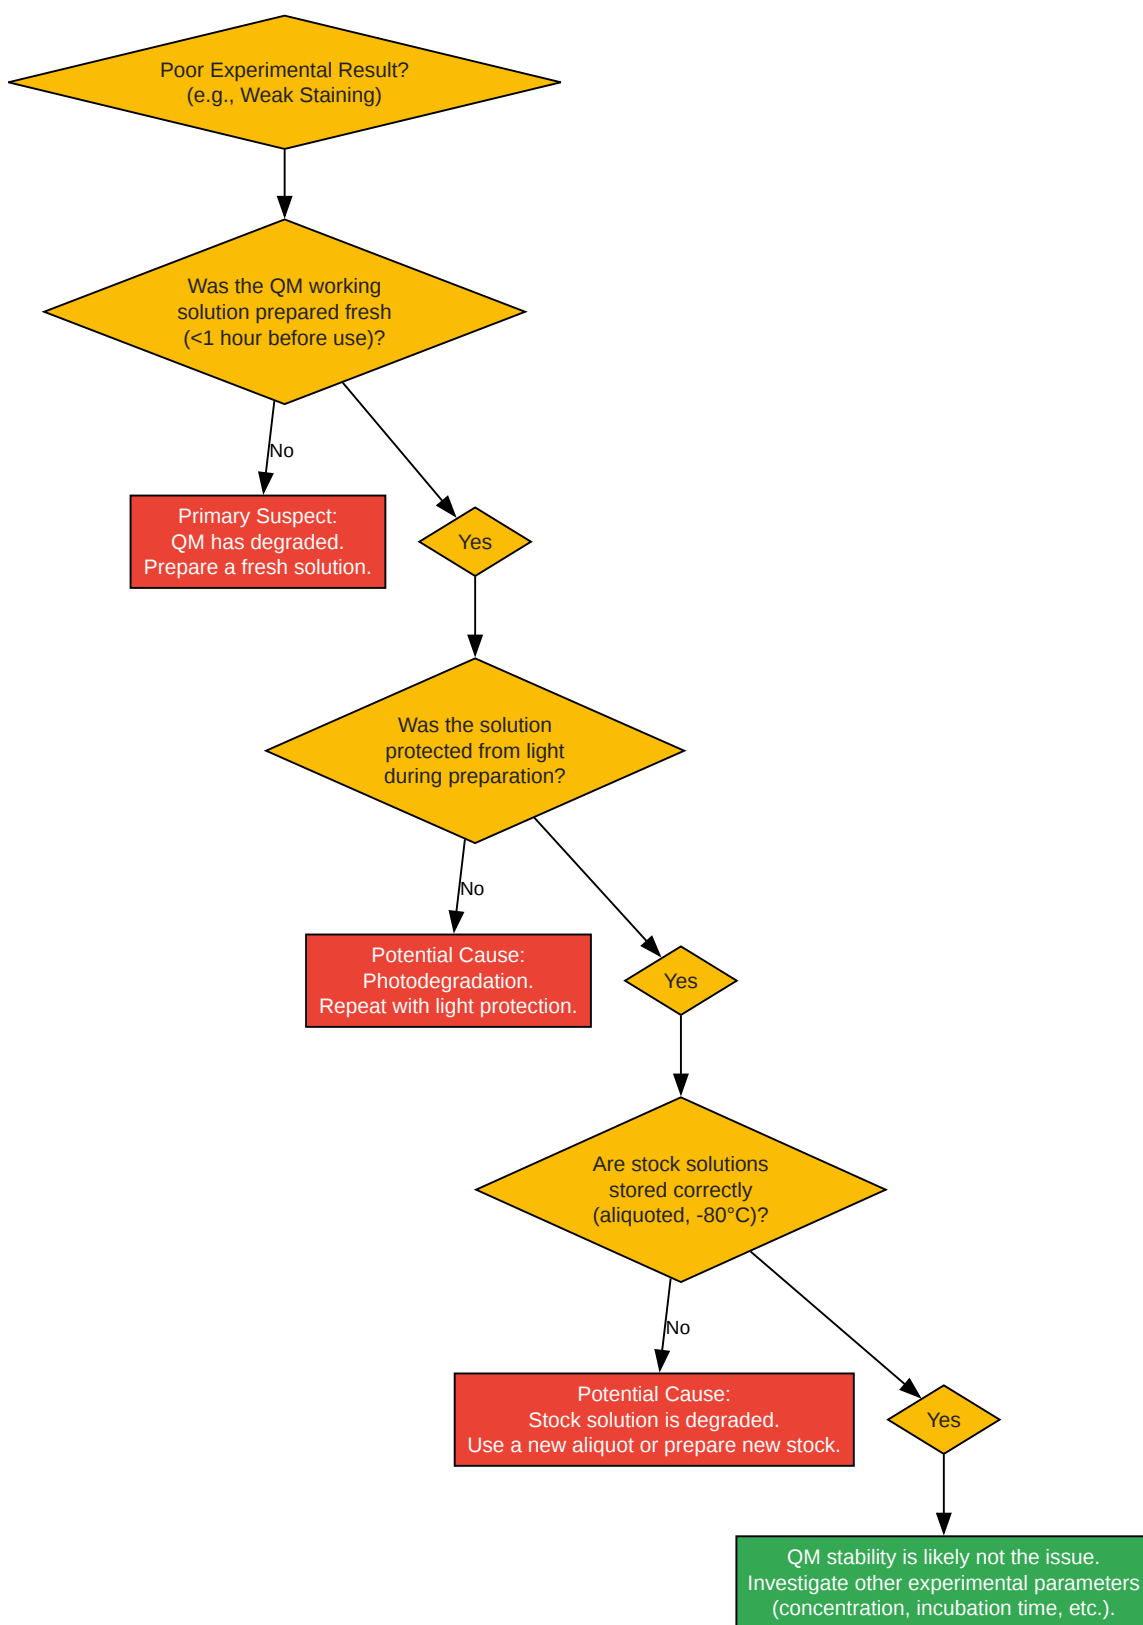 Poor Experimental Result?
(e.g., Weak Staining)
Was the QM working
solution prepared fresh
(<1 hour before use)?
No
Primary Suspect:
QM has degraded.
Prepare a fresh solution.
Yes
Was the solution
protected from light
during preparation?
No
Potential Cause:
Photodegradation.
Repeat with light protection.
Yes
Are stock solutions
stored correctly
(aliquoted, -80°C)?
No
Potential Cause:
Stock solution is degraded.
Use a new aliquot or prepare new stock.
Yes
QM stability is likely not the issue.
Investigate other experimental parameters
(concentration, incubation time, etc.).